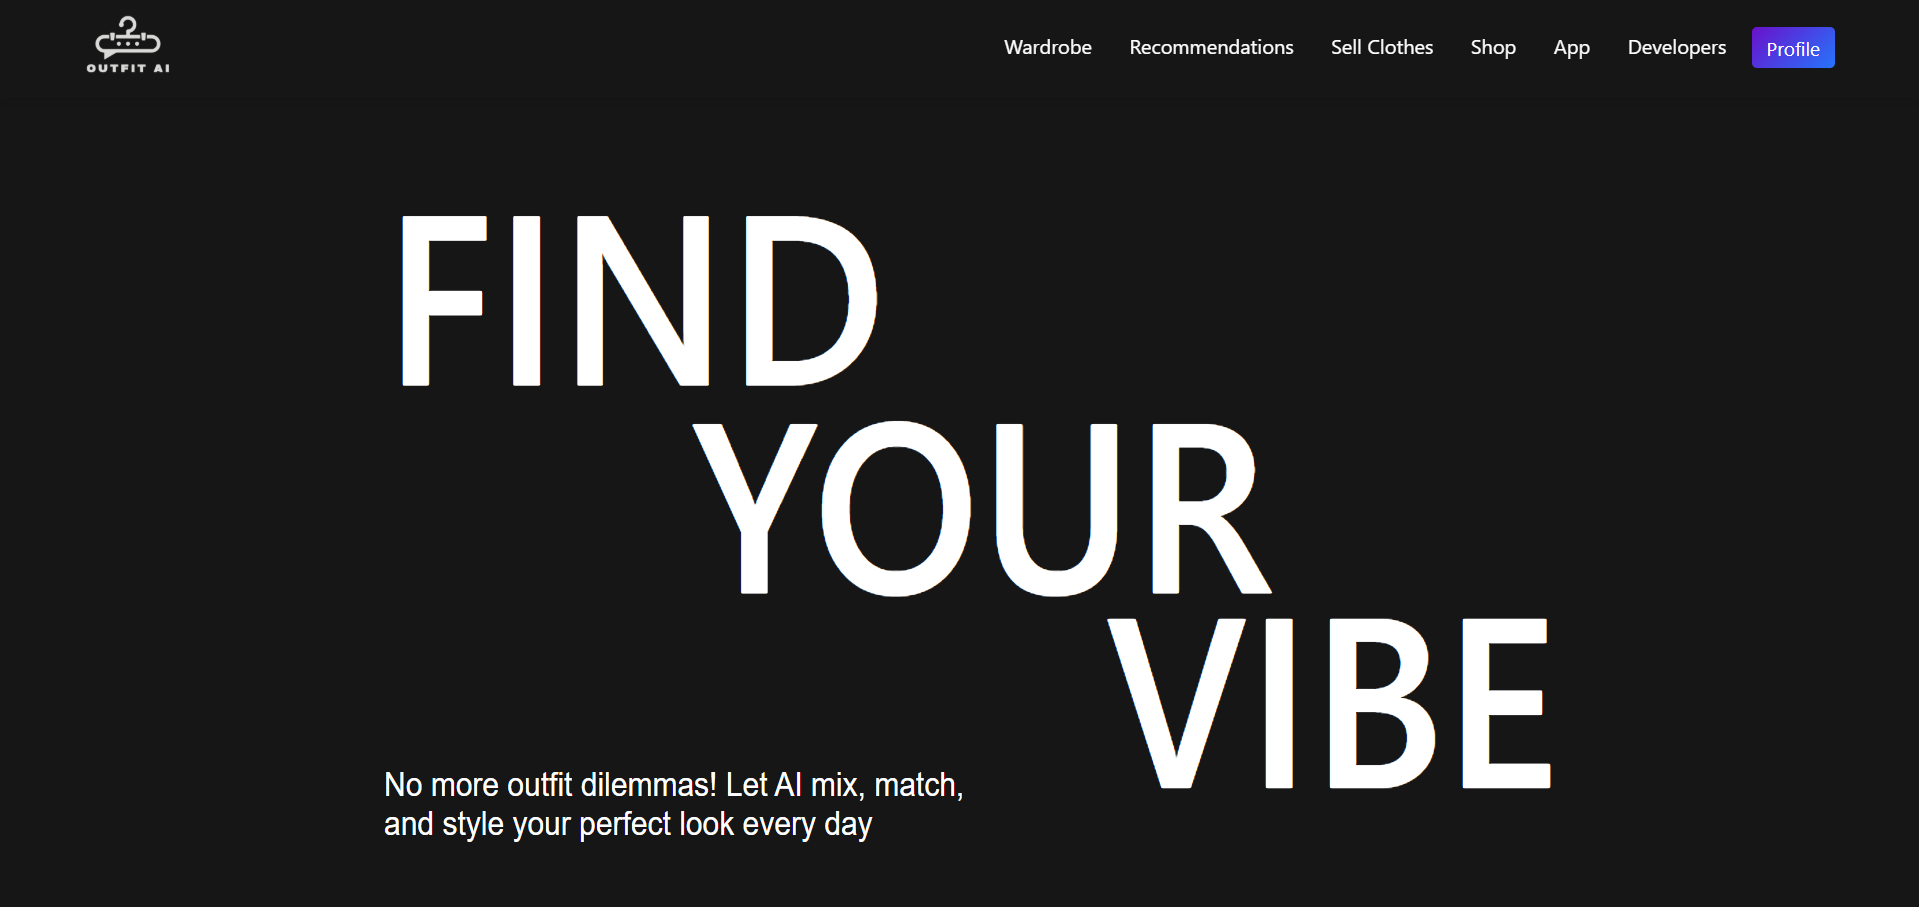 OUTFIT AI
Wardrobe Recommendations Sell Clothes Shop App Developers Profile
FIND
YOUR
VIBE
No more outfit dilemmas! Let AI mix, match,
and style your perfect look every day